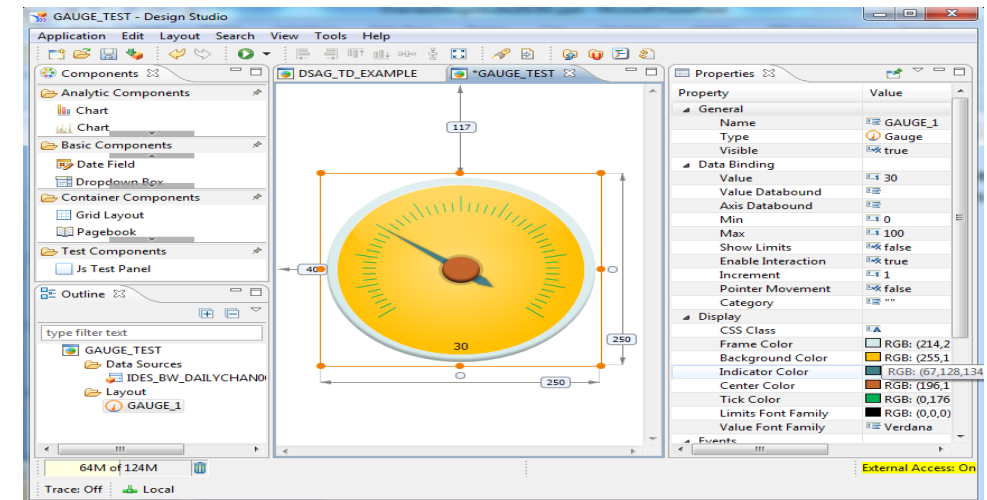 GAUGE_TEST - Design Studio
Application Edit Layout Search View Tools Help
Components
Analytic Components
Chart
Chart
Basic Components
Date Field
Dropdown Box
Container Components
Grid Layout
Pagebook
Test Components
Js Test Panel
Outline
type filter text
GAUGE_TEST
Data Sources
IDES_BW_DAILYCHAN0
Layout
GAUGE_1
DSAG_TD_EXAMPLE
*GAUGE_TEST
117
40
30
250
250
Properties
Property Value
General
Name GAUGE_1
Type Gauge
Visible true
Data Binding
Value 30
Value Databound
Axis Databound
Min 0
Max 100
Show Limits false
Enable Interaction true
Increment 1
Pointer Movement false
Category ""
Display
CSS Class
Frame Color RGB: (214,2
Background Color RGB: (255,1
Indicator Color RGB: (67,128,134
Center Color RGB: (196,1
Tick Color RGB: (0,176
Limits Font Family RGB: (0,0,0)
Value Font Family Verdana
Events
64M of 124M
External Access: On
Trace: Off Local